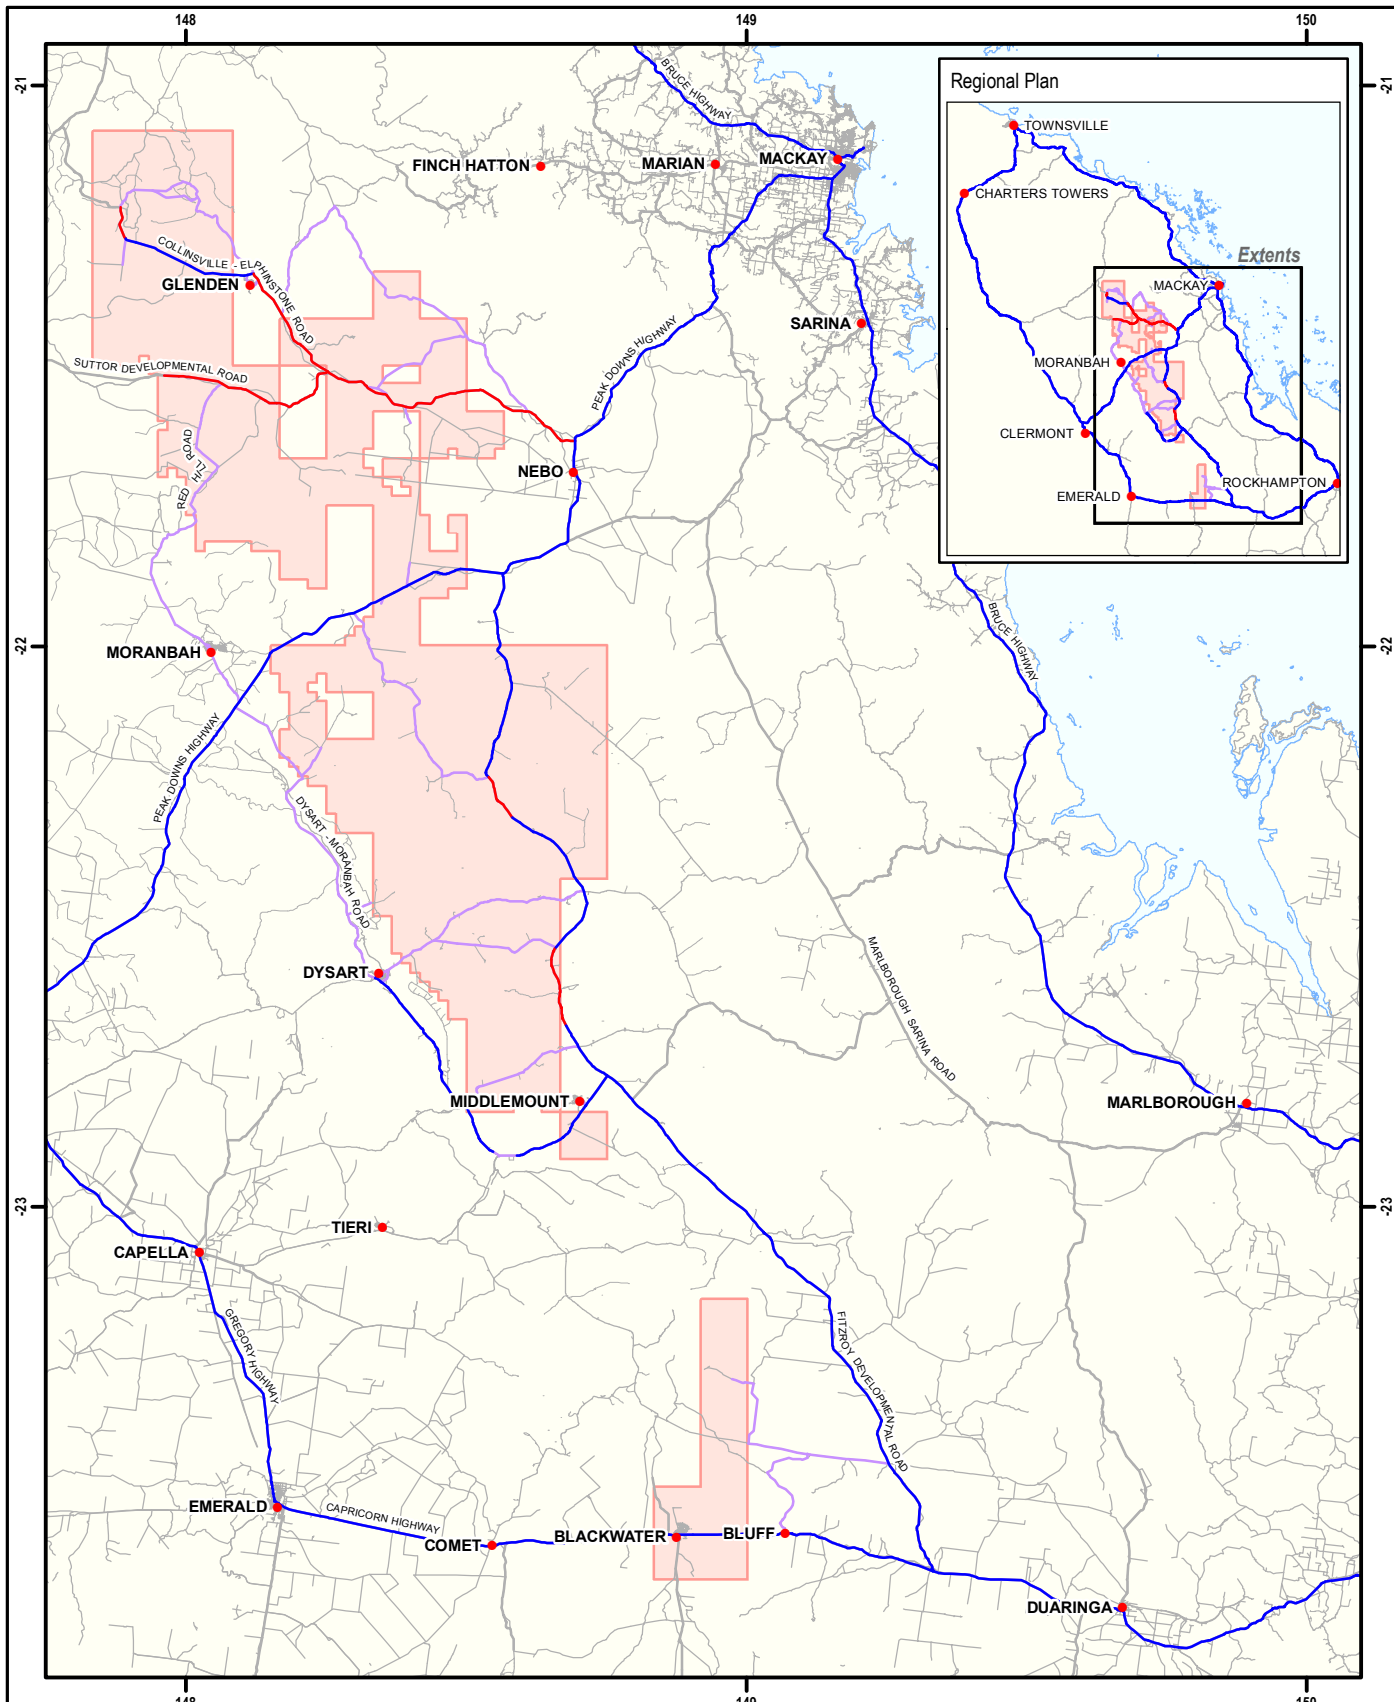 148
149
150
-21
-21
Regional Plan
TOWNSVILLE
CHARTERS TOWERS
Extents
MACKAY
MORANBAH
CLERMONT
EMERALD
ROCKHAMPTON
BRUCE HIGHWAY
FINCH HATTON
MARIAN
MACKAY
COLLINSVILLE - ELPHINSTONE ROAD
GLENDEN
SARINA
SUTTOR DEVELOPMENTAL ROAD
PEAK DOWNS HIGHWAY
RED HILL ROAD
NEBO
BRUCE HIGHWAY
-22
-22
MORANBAH
PEAK DOWNS HIGHWAY
DYSART - MORANBAH ROAD
DYSART
MARLBOROUGH SARINA ROAD
MIDDLEMOUNT
MARLBOROUGH
-23
-23
TIERI
CAPELLA
GREGORY HIGHWAY
FITZROY DEVELOPMENTAL ROAD
EMERALD
CAPRICORN HIGHWAY
COMET
BLACKWATER
BLUFF
DUARINGA
148
149
150